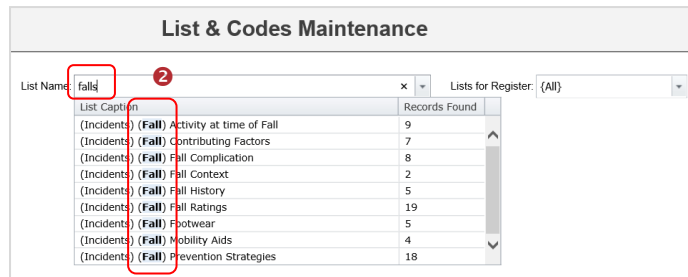 List & Codes Maintenance
2
List Name: falls × Lists for Register: {All}
List Caption Records Found
(Incidents) (Fall) Activity at time of Fall 9
(Incidents) (Fall) Contributing Factors 7
(Incidents) (Fall) Fall Complication 8
(Incidents) (Fall) Fall Context 2
(Incidents) (Fall) Fall History 5
(Incidents) (Fall) Fall Ratings 19
(Incidents) (Fall) Footwear 5
(Incidents) (Fall) Mobility Aids 4
(Incidents) (Fall) Prevention Strategies 18